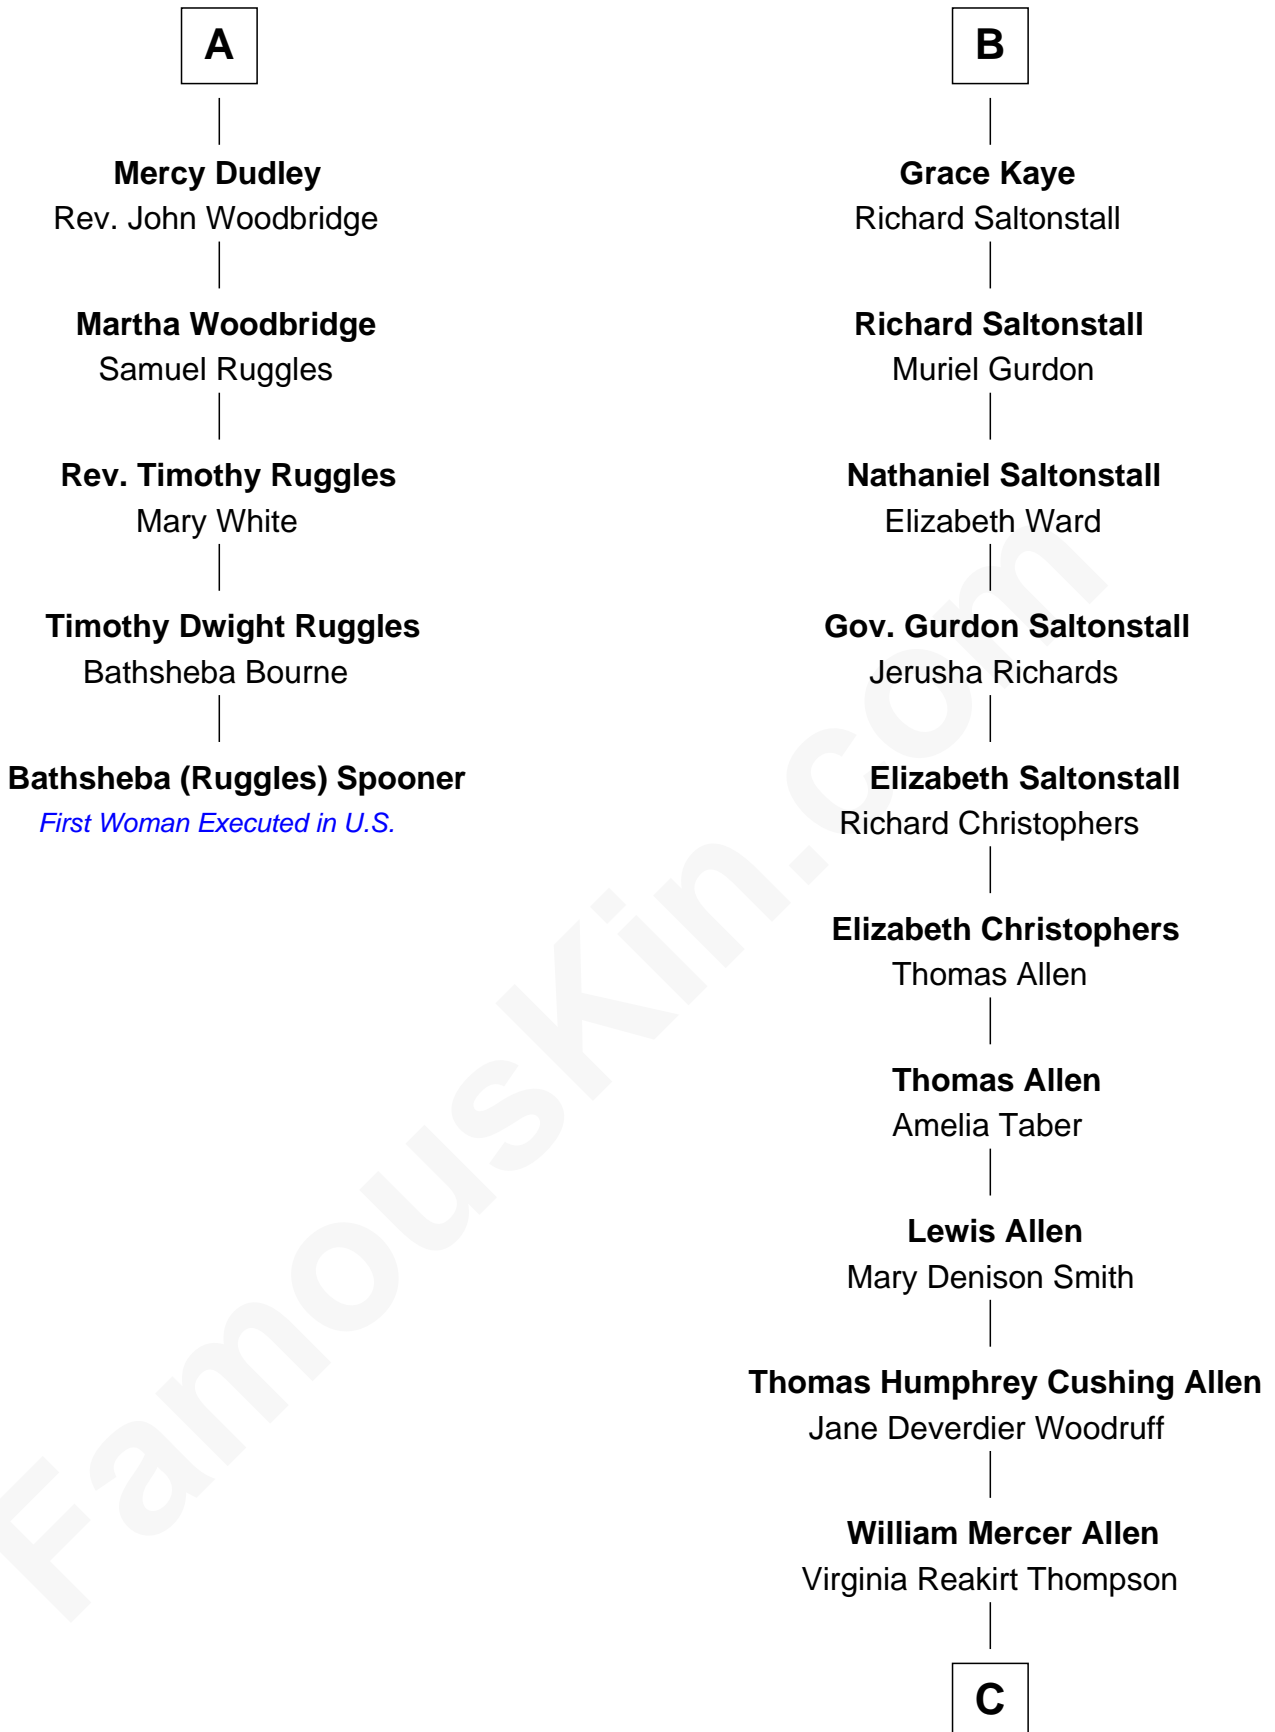 A
Mercy Dudley
Rev. John Woodbridge
Martha Woodbridge
Samuel Ruggles
Rev. Timothy Ruggles
Mary White
Timothy Dwight Ruggles
Bathsheba Bourne
Bathsheba (Ruggles) Spooner
First Woman Executed in U.S.
B
Grace Kaye
Richard Saltonstall
Richard Saltonstall
Muriel Gurdon
Nathaniel Saltonstall
Elizabeth Ward
Gov. Gurdon Saltonstall
Jerusha Richards
Elizabeth Saltonstall
Richard Christophers
Elizabeth Christophers
Thomas Allen
Thomas Allen
Amelia Taber
Lewis Allen
Mary Denison Smith
Thomas Humphrey Cushing Allen
Jane Deverdier Woodruff
William Mercer Allen
Virginia Reakirt Thompson
C
FamousKin.com